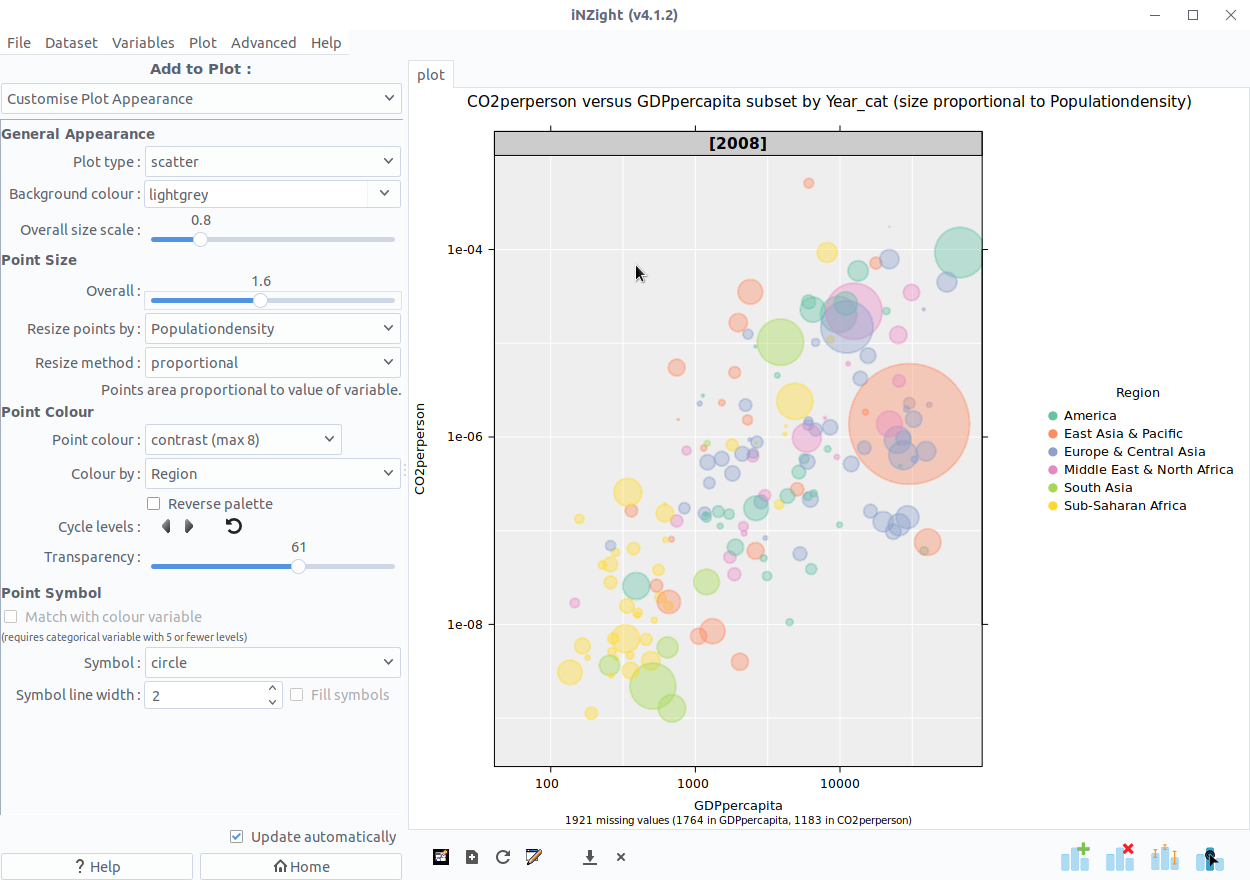 iNZight (v4.1.2)
File Dataset Variables Plot Advanced Help
Add to Plot :
Customise Plot Appearance
General Appearance
Plot type : scatter
Background colour : lightgrey
0.8
Overall size scale :
Point Size
1.6
Overall :
Resize points by : Populationdensity
Resize method : proportional
Points area proportional to value of variable.
Point Colour
Point colour : contrast (max 8)
Colour by : Region
Reverse palette
Cycle levels :
61
Transparency :
Point Symbol
Match with colour variable
(requires categorical variable with 5 or fewer levels)
Symbol : circle
Symbol line width : 2 Fill symbols
Update automatically
Help Home
plot
CO2perperson versus GDPpercapita subset by Year_cat (size proportional to Populationdensity)
[2008]
1e-04
1e-06
1e-08
CO2perperson
100 1000 10000
GDPpercapita
1921 missing values (1764 in GDPpercapita, 1183 in CO2perperson)
Region
America
East Asia & Pacific
Europe & Central Asia
Middle East & North Africa
South Asia
Sub-Saharan Africa